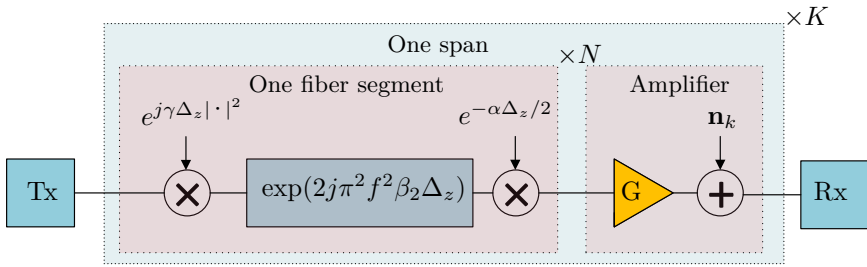 ×K
One span
×N
One fiber segment
Amplifier
e^{jγΔ_z|·|^2}
e^{-αΔ_z/2}
n_k
Tx
×
exp(2jπ^2f^2β_2Δ_z)
×
G
+
Rx